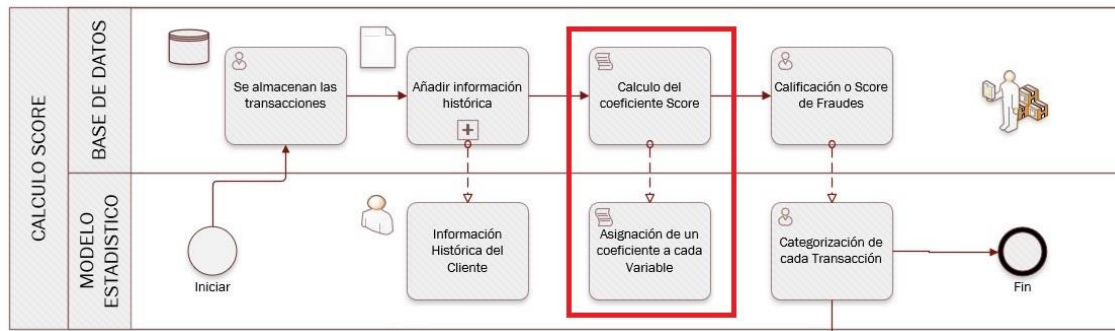 CALCULO SCORE
BASE DE DATOS
Se almacenan las
transacciones
Añadir información
histórica
Calculo del
coeficiente Score
Calificación o Score
de Fraudes
MODELO
ESTADISTICO
Iniciar
Información
Histórica del
Cliente
Asignación de un
coeficiente a cada
Variable
Categorización de
cada Transacción
Fin